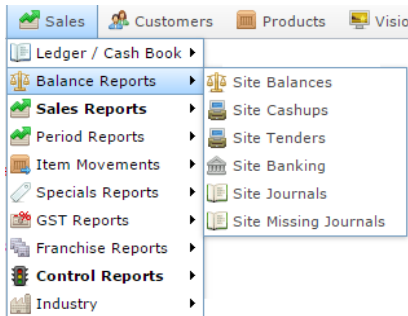 Sales Customers Products Visio
Ledger / Cash Book
Balance Reports
Sales Reports
Period Reports
Item Movements
Specials Reports
GST Reports
Franchise Reports
Control Reports
Industry
Site Balances
Site Cashups
Site Tenders
Site Banking
Site Journals
Site Missing Journals